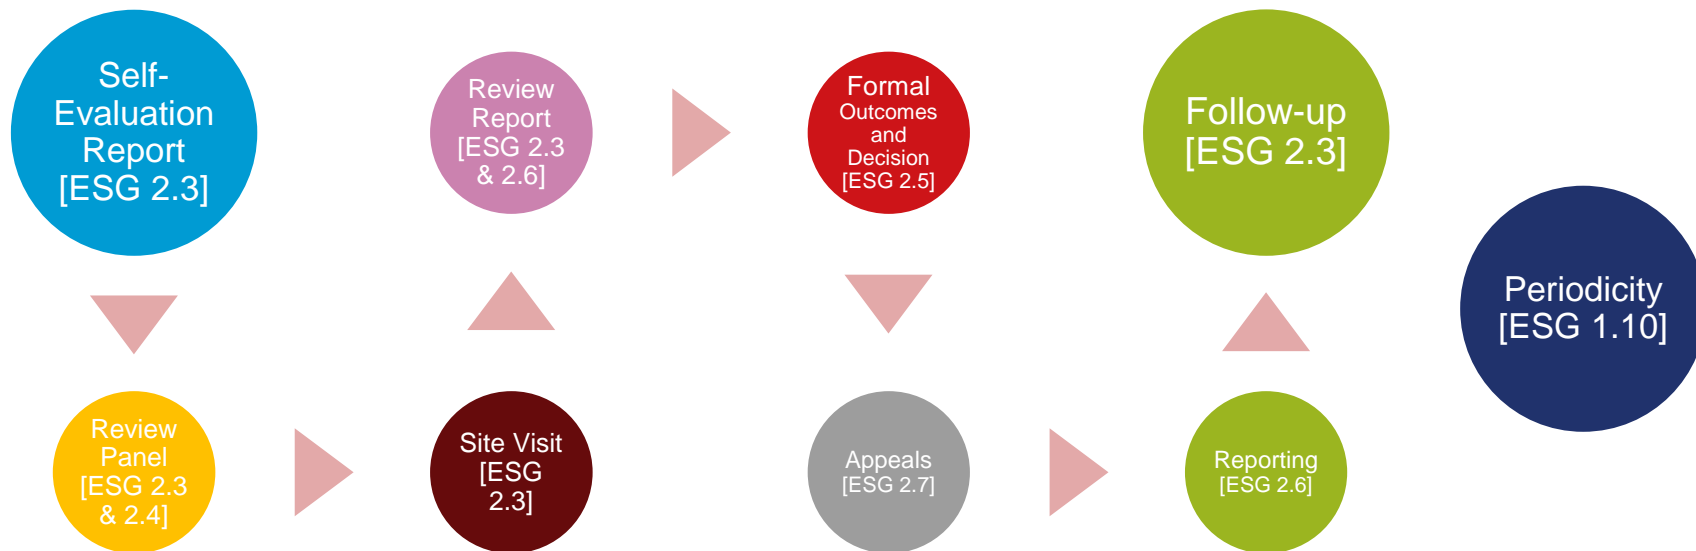 Self-
Evaluation
Report
[ESG 2.3]
Review
Panel
[ESG 2.3
& 2.4]
Site Visit
[ESG
2.3]
Review
Report
[ESG 2.3
& 2.6]
Formal
Outcomes
and
Decision
[ESG 2.5]
Appeals
[ESG 2.7]
Reporting
[ESG 2.6]
Follow-up
[ESG 2.3]
Periodicity
[ESG 1.10]